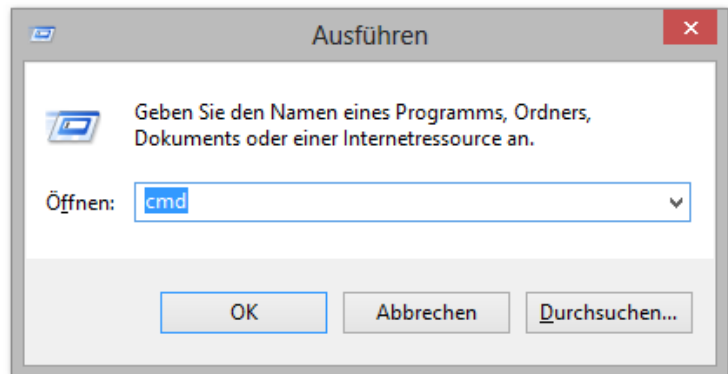 Ausführen
Geben Sie den Namen eines Programms, Ordners,
Dokuments oder einer Internetressource an.
Öffnen: cmd
OK Abbrechen Durchsuchen...